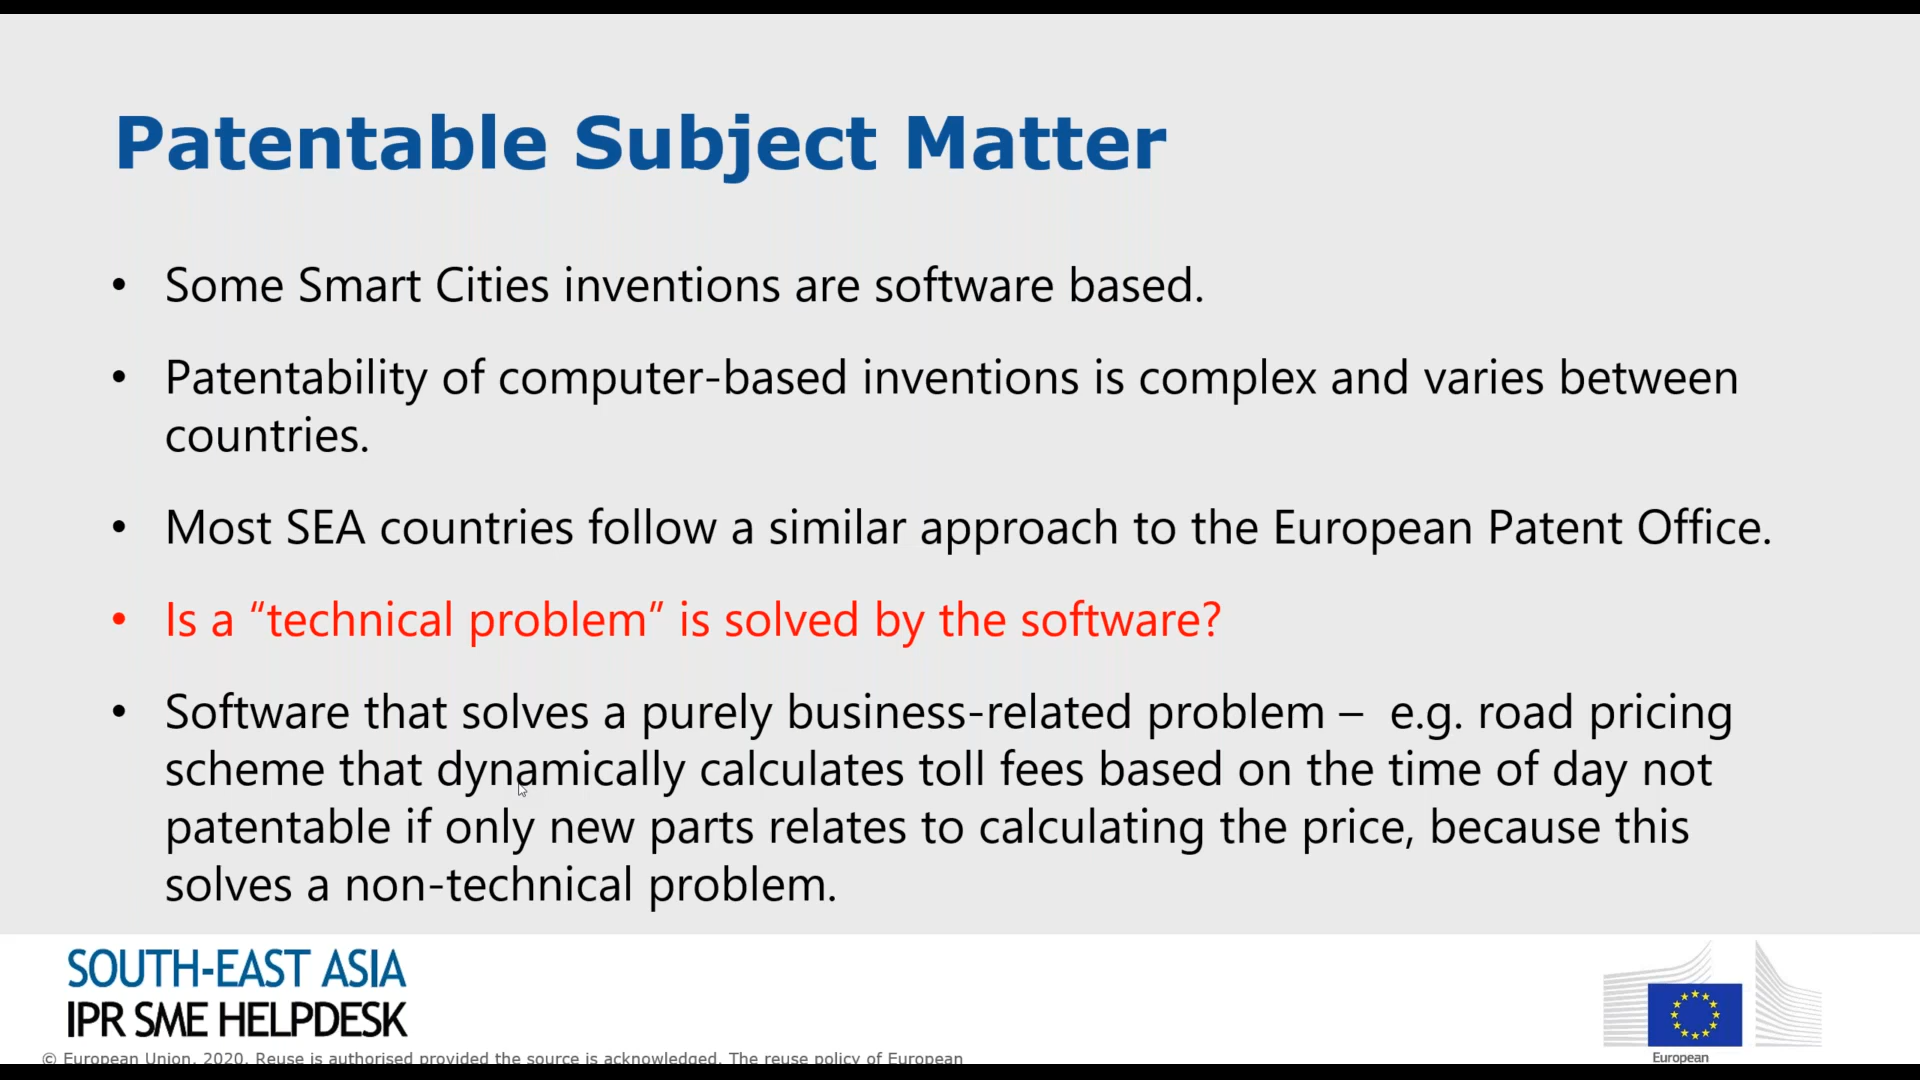 Patentable Subject Matter
• Some Smart Cities inventions are software based.
• Patentability of computer-based inventions is complex and varies between
countries.
• Most SEA countries follow a similar approach to the European Patent Office.
• Is a “technical problem” is solved by the software?
• Software that solves a purely business-related problem – e.g. road pricing
scheme that dynamically calculates toll fees based on the time of day not
patentable if only new parts relates to calculating the price, because this
solves a non-technical problem.
SOUTH-EAST ASIA
IPR SME HELPDESK
© European Union, 2020. Reuse is authorised provided the source is acknowledged. The reuse policy of European
European